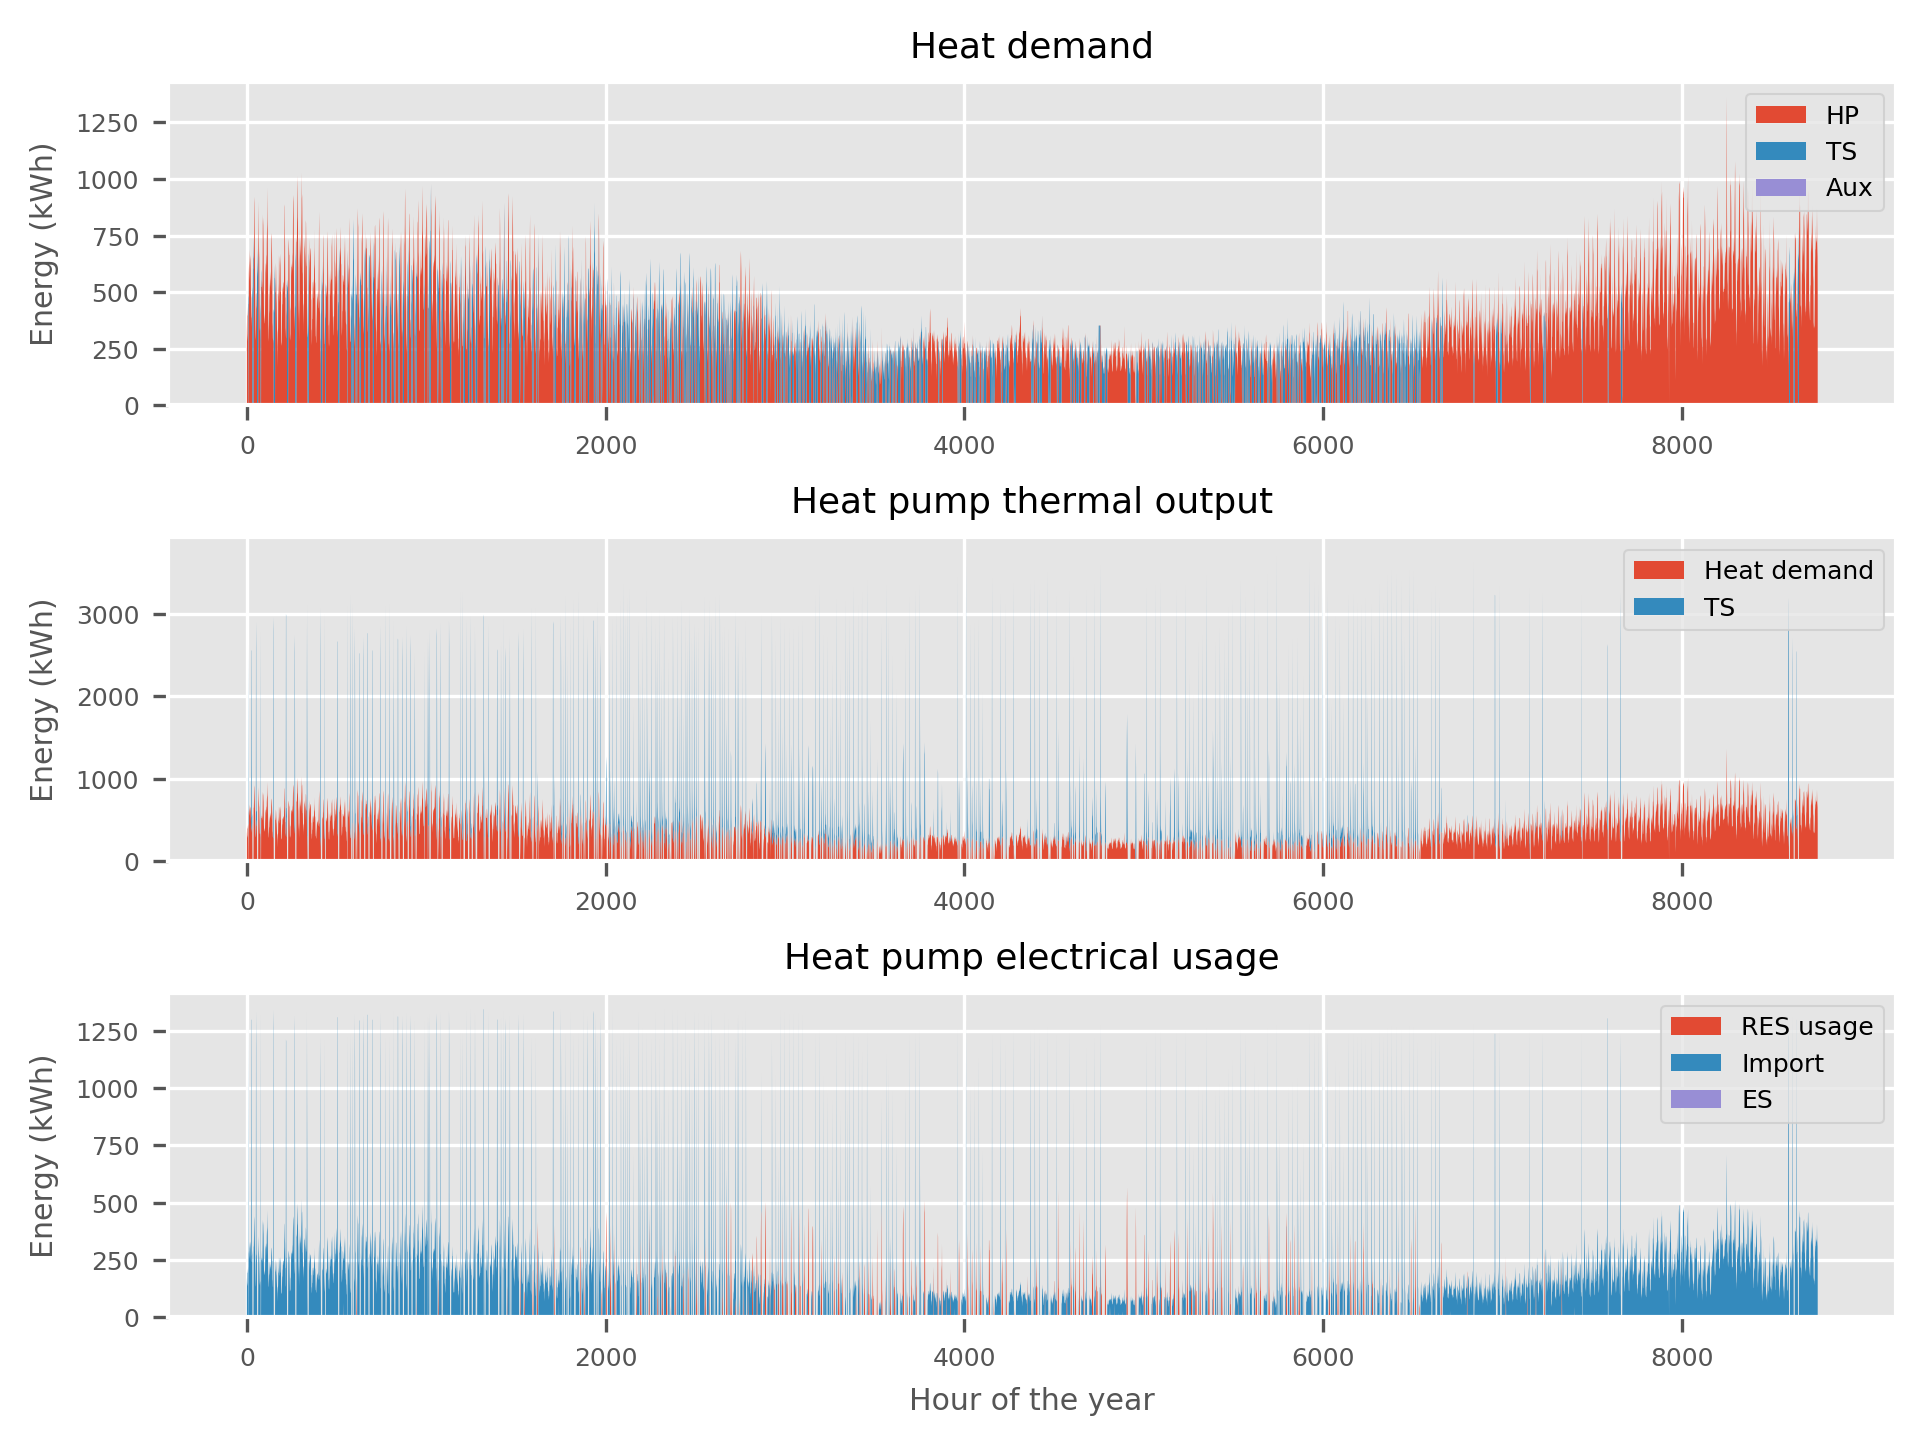 Heat demand
Energy (kWh)
1250
1000
750
500
250
0
HP
TS
Aux
0 2000 4000 6000 8000
Heat pump thermal output
Energy (kWh)
3000
2000
1000
0
Heat demand
TS
0 2000 4000 6000 8000
Heat pump electrical usage
Energy (kWh)
1250
1000
750
500
250
0
RES usage
Import
ES
0 2000 4000 6000 8000
Hour of the year